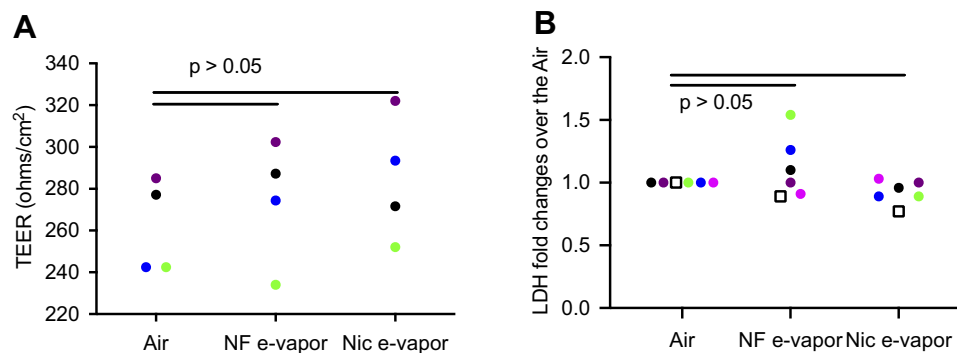 A
TEER (ohms/cm²)
340
320
300
280
260
240
220
p > 0.05
Air
NF e-vapor
Nic e-vapor
B
LDH fold changes over the Air
2.0
1.5
1.0
0.5
0.0
p > 0.05
Air
NF e-vapor
Nic e-vapor